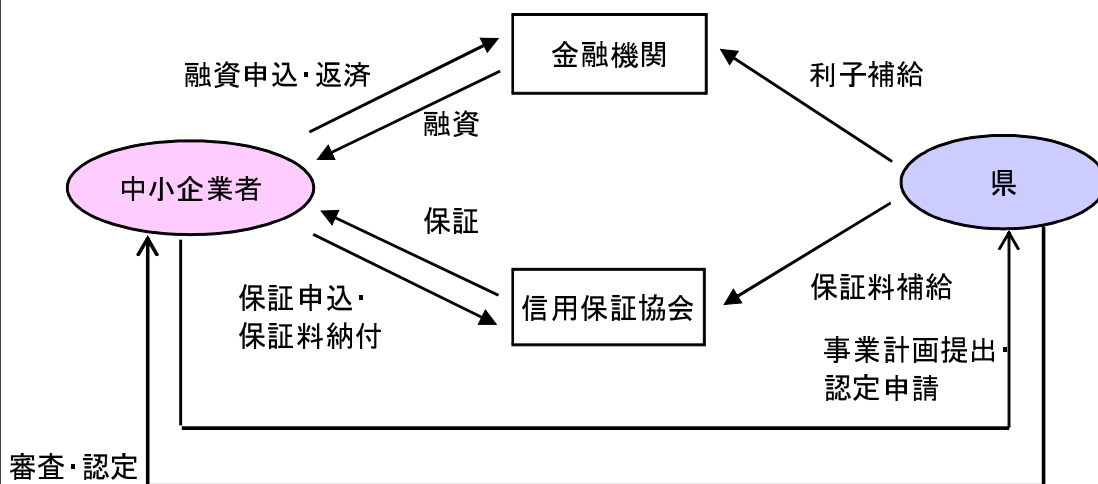 金融機関
融資申込・返済
利子補給
融資
中小企業者
県
保証
保証申込・
保証料納付
信用保証協会
保証料補給
事業計画提出・
認定申請
審査・認定